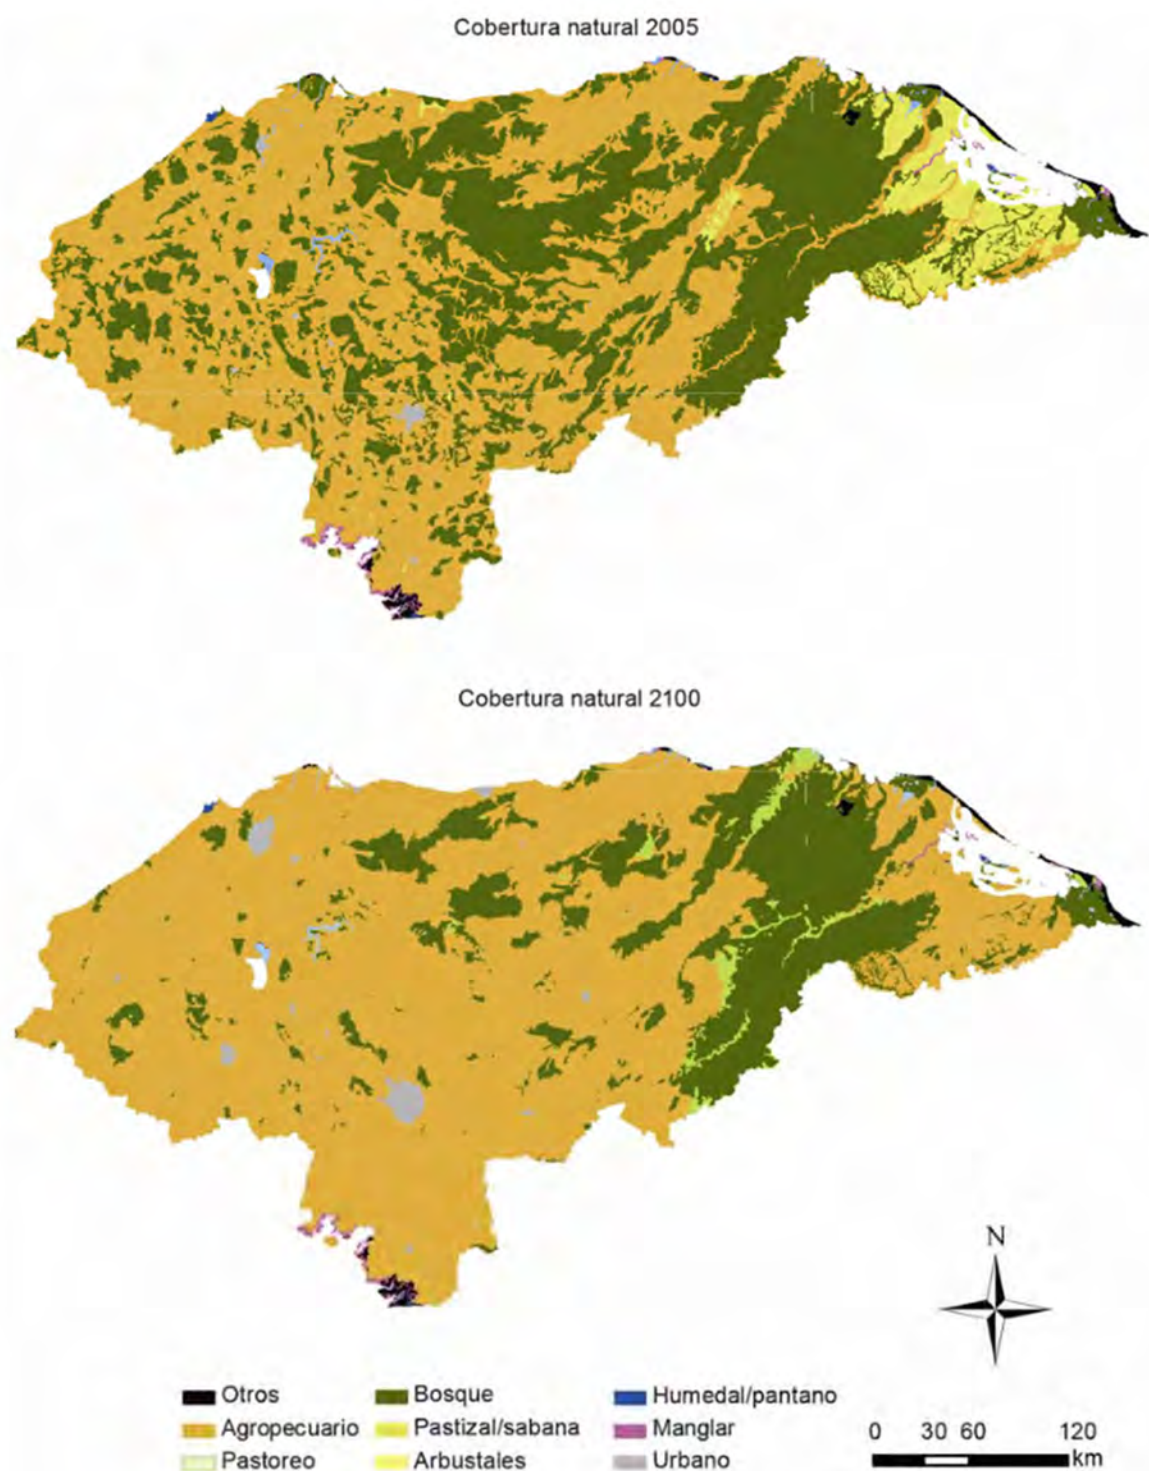 Cobertura natural 2005
Cobertura natural 2100
N
Otros Bosque Humedal/pantano
Agropecuario Pastizal/sabana Manglar
Pastoreo Arbustales Urbano
0 30 60 120
km